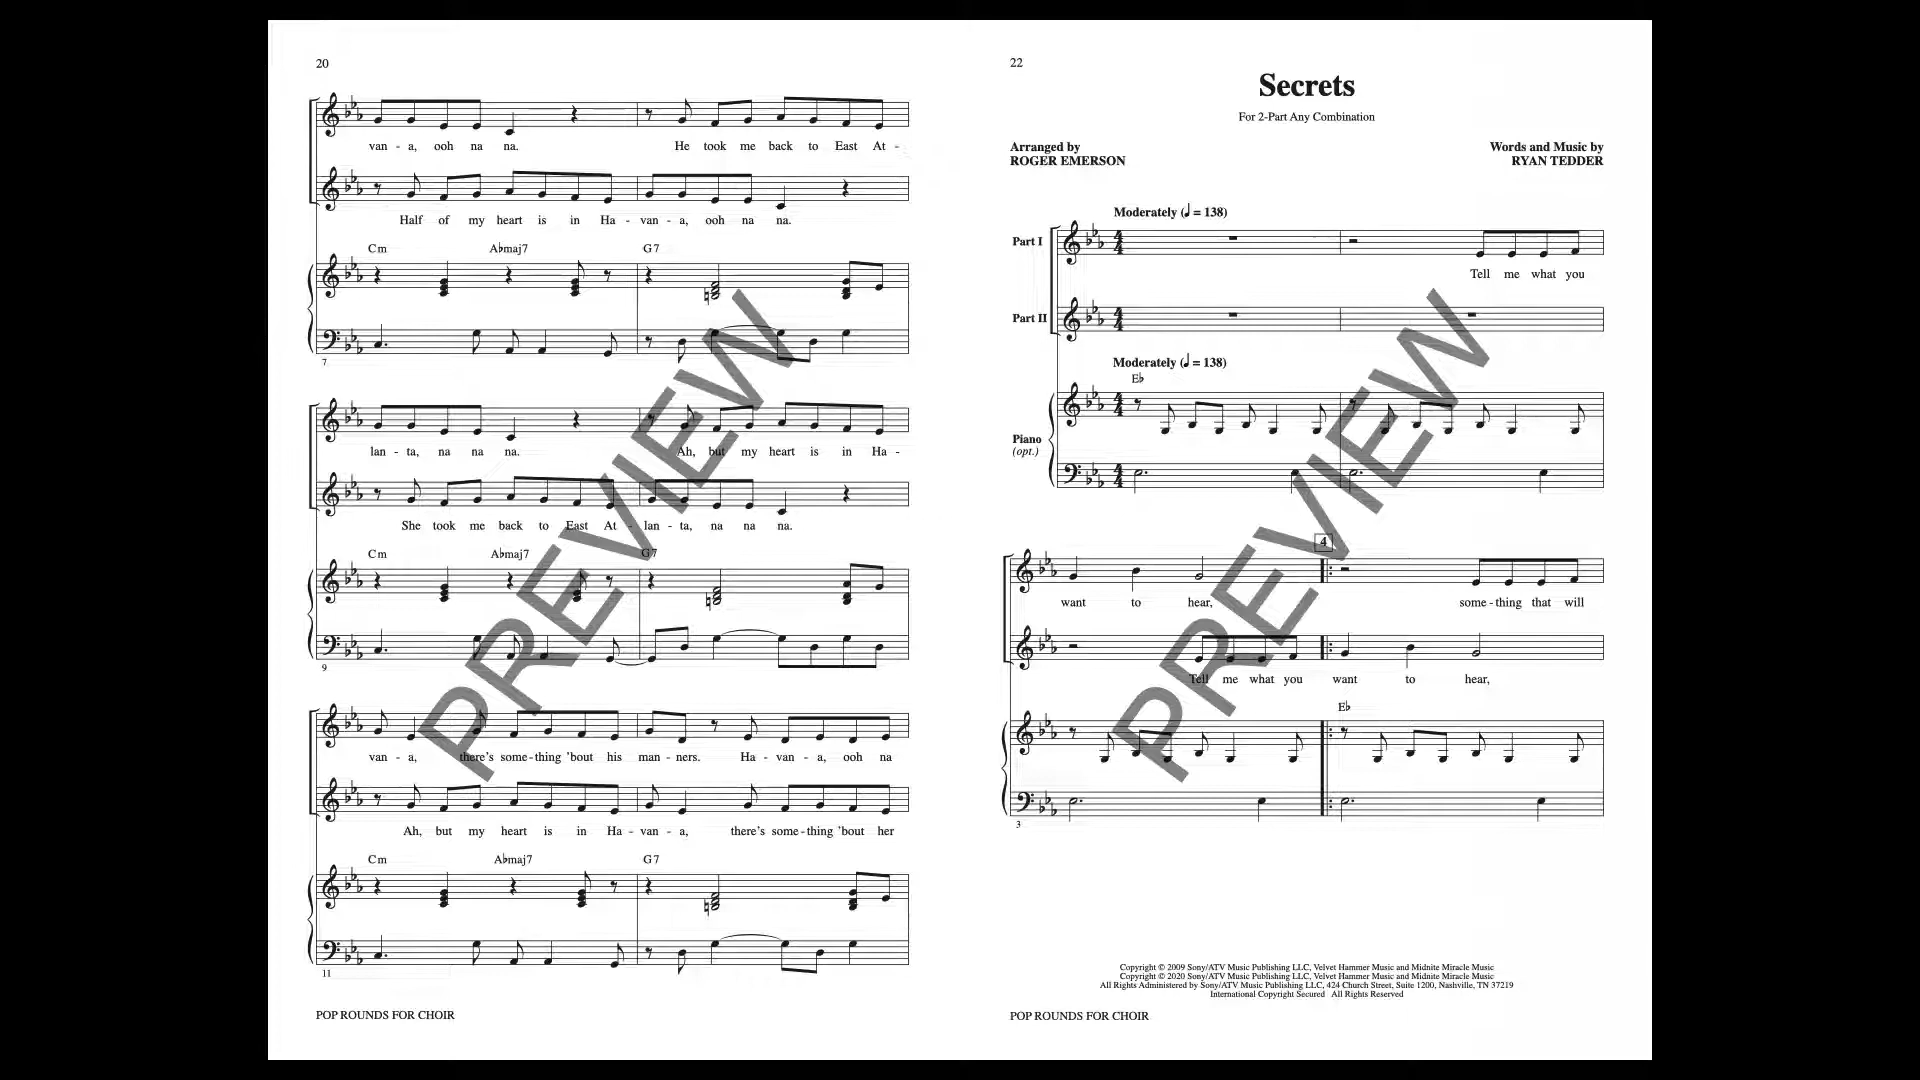 20
van - a, ooh na na. He took me back to East At -
Half of my heart is in Ha - van - a, ooh na na.
Cm A♭maj7 G7
7
lan - ta, na na na. Ah, but my heart is in Ha -
She took me back to East At - lan - ta, na na na.
Cm A♭maj7 G7
9
van - a, there's some - thing 'bout his man - ners. Ha - van - a, ooh na
Ah, but my heart is in Ha - van - a, there's some - thing 'bout her
Cm A♭maj7 G7
11
POP ROUNDS FOR CHOIR
PREVIEW
22
Secrets
For 2-Part Any Combination
Arranged by
ROGER EMERSON
Words and Music by
RYAN TEDDER
Moderately (♩ = 138)
Part I
Tell me what you
Part II
Moderately (♩ = 138)
E♭
Piano
(opt.)
4
want to hear, some - thing that will
Tell me what you want to hear,
E♭
3
Copyright © 2009 Sony/ATV Music Publishing LLC, Velvet Hammer Music and Midnite Miracle Music
Copyright © 2020 Sony/ATV Music Publishing LLC, Velvet Hammer Music and Midnite Miracle Music
All Rights Administered by Sony/ATV Music Publishing LLC, 424 Church Street, Suite 1200, Nashville, TN 37219
International Copyright Secured All Rights Reserved
POP ROUNDS FOR CHOIR
PREVIEW